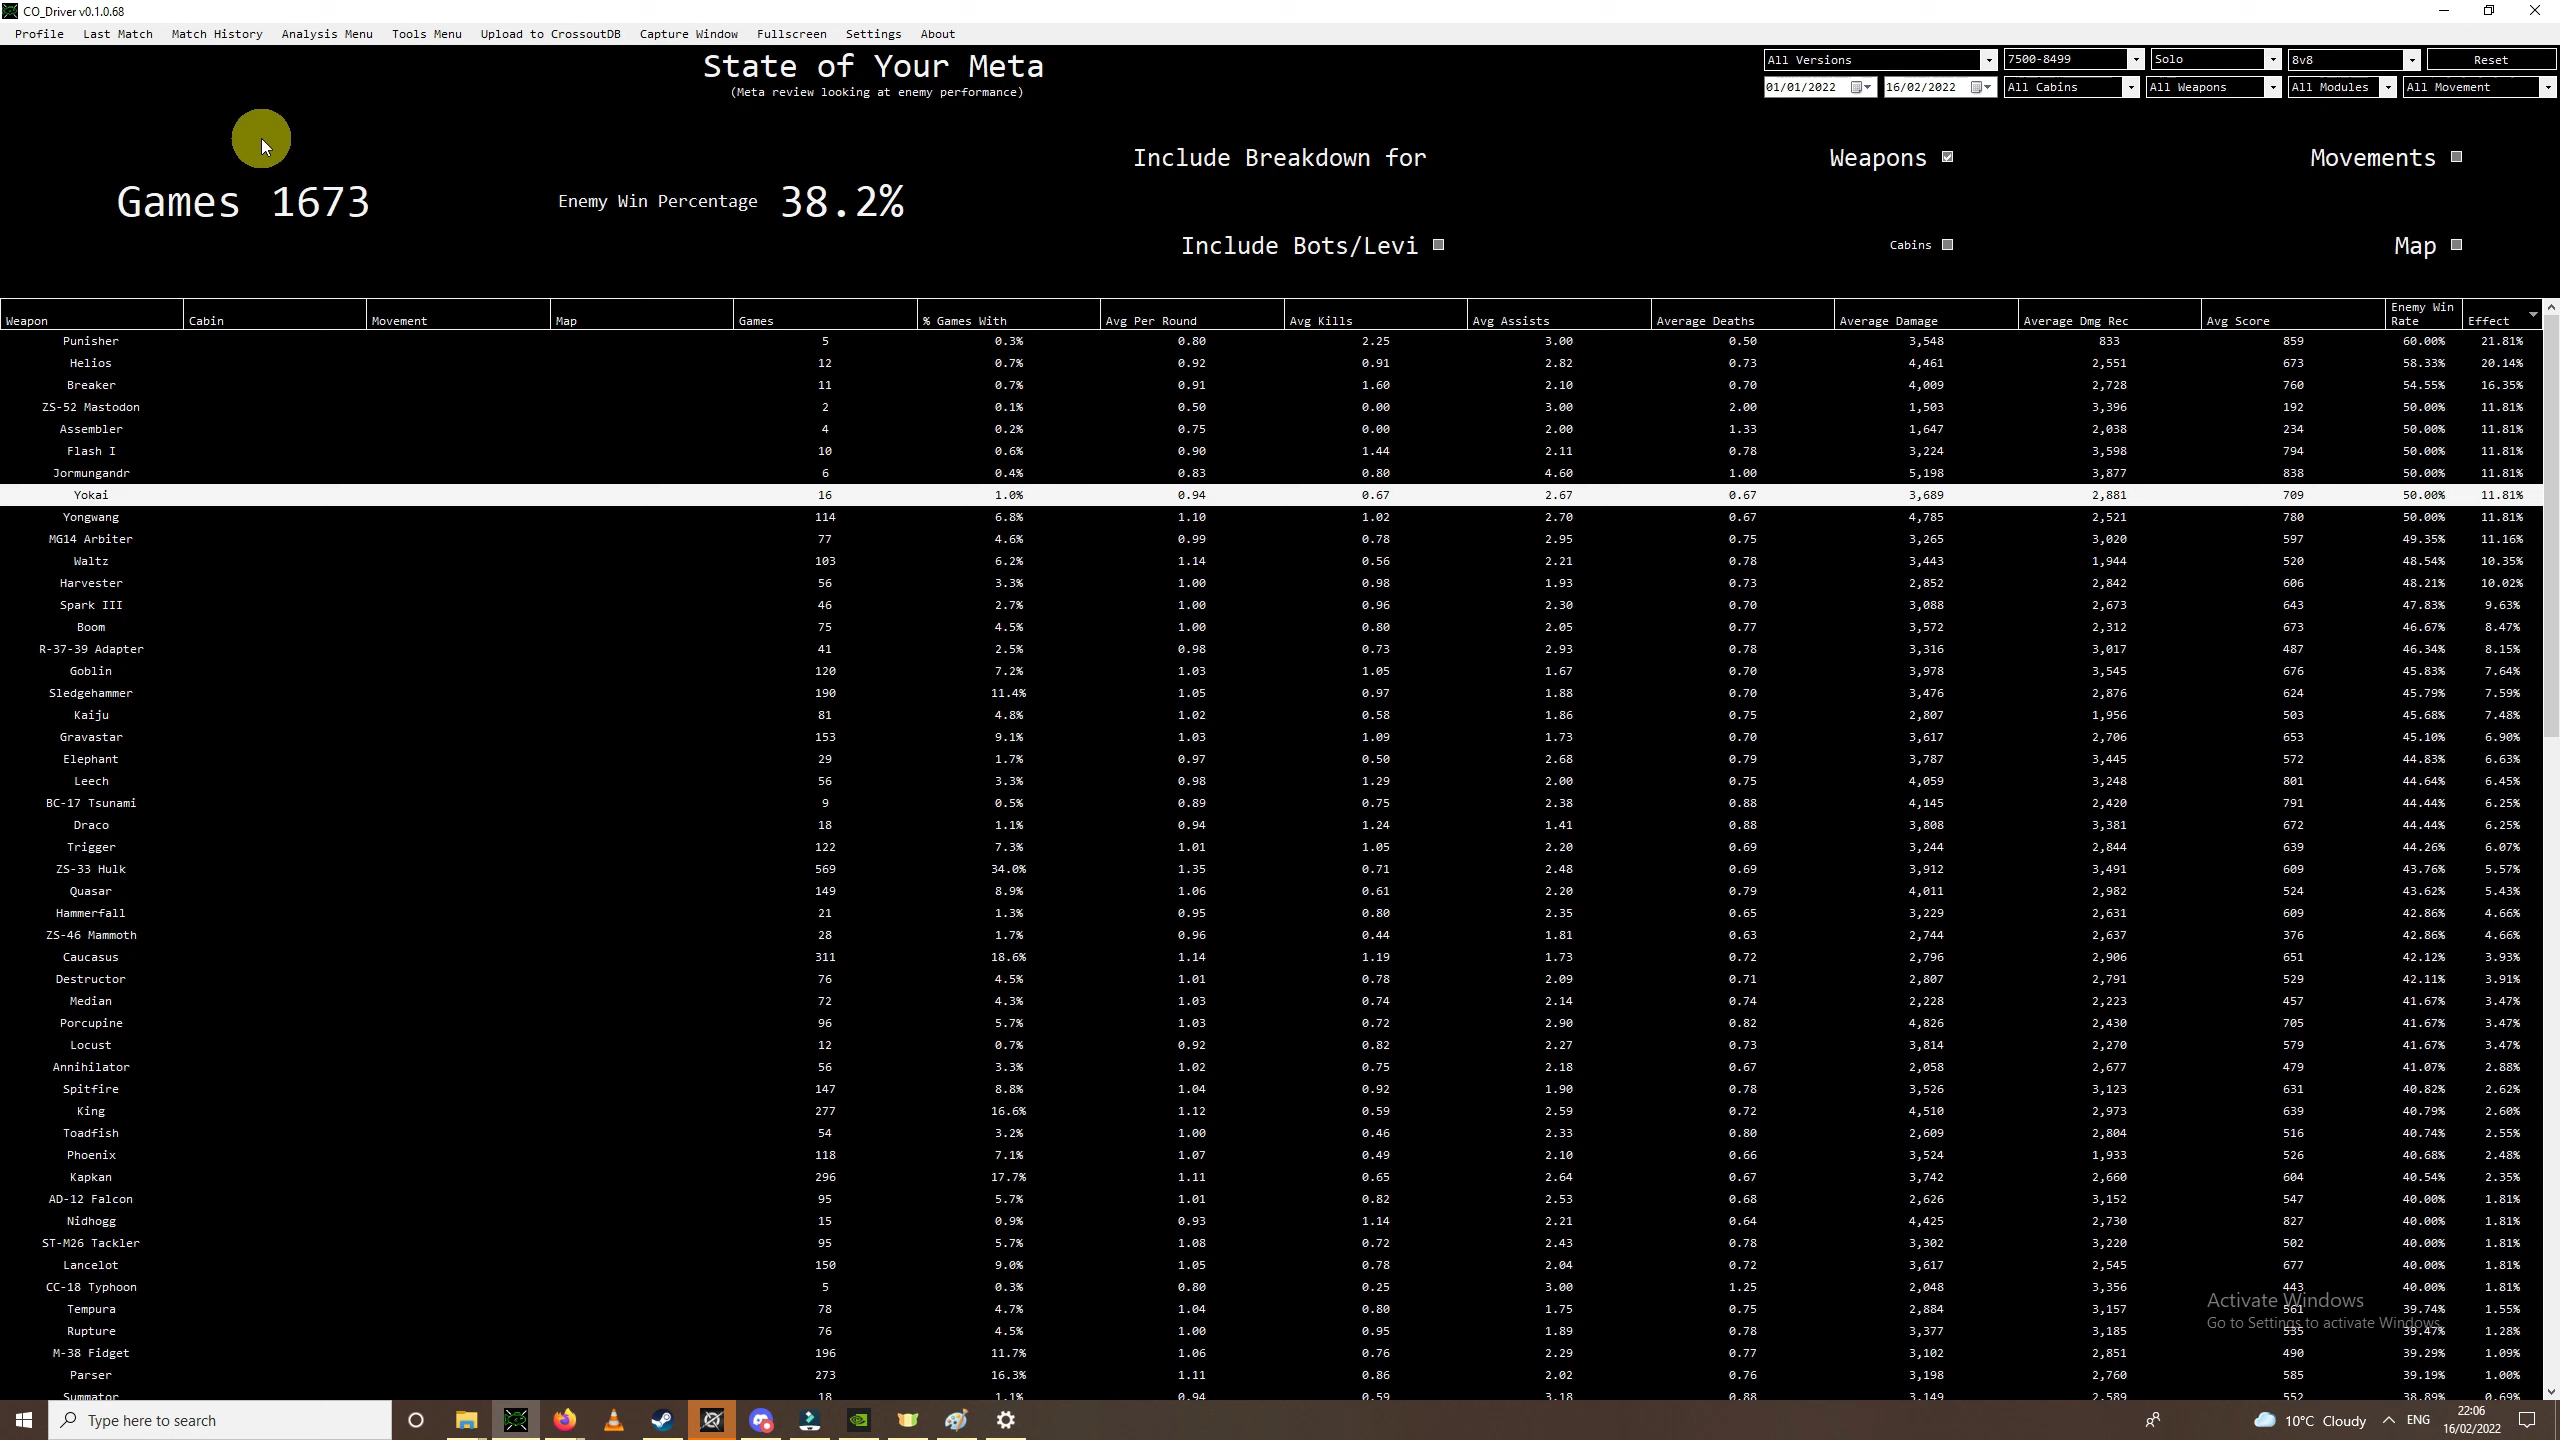 CO_Driver v0.1.0.68
Profile Last Match Match History Analysis Menu Tools Menu Upload to CrossoutDB Capture Window Fullscreen Settings About
State of Your Meta
(Meta review looking at enemy performance)
All Versions 7500-8499 Solo 8v8 Reset
01/01/2022 16/02/2022 All Cabins All Weapons All Modules All Movement
Include Breakdown for Weapons Movements
Games 1673 Enemy Win Percentage 38.2%
Include Bots/Levi Cabins Map
Weapon Cabin Movement Map Games % Games With Avg Per Round Avg Kills Avg Assists Average Deaths Average Damage Average Dmg Rec Avg Score Enemy Win Rate Effect
Punisher 5 0.3% 0.80 2.25 3.00 0.50 3,548 833 859 60.00% 21.81%
Helios 12 0.7% 0.92 0.91 2.82 0.73 4,461 2,551 673 58.33% 20.14%
Breaker 11 0.7% 0.91 1.60 2.10 0.70 4,009 2,728 760 54.55% 16.35%
ZS-52 Mastodon 2 0.1% 0.50 0.00 3.00 2.00 1,503 3,396 192 50.00% 11.81%
Assembler 4 0.2% 0.75 0.00 2.00 1.33 1,647 2,038 234 50.00% 11.81%
Flash I 10 0.6% 0.90 1.44 2.11 0.78 3,224 3,598 794 50.00% 11.81%
Jormungandr 6 0.4% 0.83 0.80 4.60 1.00 5,198 3,877 838 50.00% 11.81%
Yokai 16 1.0% 0.94 0.67 2.67 0.67 3,689 2,881 709 50.00% 11.81%
Yongwang 114 6.8% 1.10 1.02 2.70 0.67 4,785 2,521 780 50.00% 11.81%
MG14 Arbiter 77 4.6% 0.99 0.78 2.95 0.75 3,265 3,020 597 49.35% 11.16%
Waltz 103 6.2% 1.14 0.56 2.21 0.78 3,443 1,944 520 48.54% 10.35%
Harvester 56 3.3% 1.00 0.98 1.93 0.73 2,852 2,842 606 48.21% 10.02%
Spark III 46 2.7% 1.00 0.96 2.30 0.70 3,088 2,673 643 47.83% 9.63%
Boom 75 4.5% 1.00 0.80 2.05 0.77 3,572 2,312 673 46.67% 8.47%
R-37-39 Adapter 41 2.5% 0.98 0.73 2.93 0.78 3,316 3,017 487 46.34% 8.15%
Goblin 120 7.2% 1.03 1.05 1.67 0.70 3,978 3,545 676 45.83% 7.64%
Sledgehammer 190 11.4% 1.05 0.97 1.88 0.70 3,476 2,876 624 45.79% 7.59%
Kaiju 81 4.8% 1.02 0.58 1.86 0.75 2,807 1,956 503 45.68% 7.48%
Gravastar 153 9.1% 1.03 1.09 1.73 0.70 3,617 2,706 653 45.10% 6.90%
Elephant 29 1.7% 0.97 0.50 2.68 0.79 3,787 3,445 572 44.83% 6.63%
Leech 56 3.3% 0.98 1.29 2.00 0.75 4,059 3,248 801 44.64% 6.45%
BC-17 Tsunami 9 0.5% 0.89 0.75 2.38 0.88 4,145 2,420 791 44.44% 6.25%
Draco 18 1.1% 0.94 1.24 1.41 0.88 3,808 3,381 672 44.44% 6.25%
Trigger 122 7.3% 1.01 1.05 2.20 0.69 3,244 2,844 639 44.26% 6.07%
ZS-33 Hulk 569 34.0% 1.35 0.71 2.48 0.69 3,912 3,491 609 43.76% 5.57%
Quasar 149 8.9% 1.06 0.61 2.20 0.79 4,011 2,982 524 43.62% 5.43%
Hammerfall 21 1.3% 0.95 0.80 2.35 0.65 3,229 2,631 609 42.86% 4.66%
ZS-46 Mammoth 28 1.7% 0.96 0.44 1.81 0.63 2,744 2,637 376 42.86% 4.66%
Caucasus 311 18.6% 1.14 1.19 1.73 0.72 2,796 2,906 651 42.12% 3.93%
Destructor 76 4.5% 1.01 0.78 2.09 0.71 2,807 2,791 529 42.11% 3.91%
Median 72 4.3% 1.03 0.74 2.14 0.74 2,228 2,223 457 41.67% 3.47%
Porcupine 96 5.7% 1.03 0.72 2.90 0.82 4,826 2,430 705 41.67% 3.47%
Locust 12 0.7% 0.92 0.82 2.27 0.73 3,814 2,270 579 41.67% 3.47%
Annihilator 56 3.3% 1.02 0.75 2.18 0.67 2,058 2,677 479 41.07% 2.88%
Spitfire 147 8.8% 1.04 0.92 1.90 0.78 3,526 3,123 631 40.82% 2.62%
King 277 16.6% 1.12 0.59 2.59 0.72 4,510 2,973 639 40.79% 2.60%
Toadfish 54 3.2% 1.00 0.46 2.33 0.80 2,609 2,804 516 40.74% 2.55%
Phoenix 118 7.1% 1.07 0.49 2.10 0.66 3,524 1,933 526 40.68% 2.48%
Kapkan 296 17.7% 1.11 0.65 2.64 0.67 3,742 2,660 604 40.54% 2.35%
AD-12 Falcon 95 5.7% 1.01 0.82 2.53 0.68 2,626 3,152 547 40.00% 1.81%
Nidhogg 15 0.9% 0.93 1.14 2.21 0.64 4,425 2,730 827 40.00% 1.81%
ST-M26 Tackler 95 5.7% 1.08 0.72 2.43 0.78 3,302 3,220 502 40.00% 1.81%
Lancelot 150 9.0% 1.05 0.78 2.04 0.72 3,617 2,545 677 40.00% 1.81%
CC-18 Typhoon 5 0.3% 0.80 0.25 3.00 1.25 2,048 3,356 443 40.00% 1.81%
Activate Windows
Tempura 78 4.7% 1.04 0.80 1.75 0.75 2,884 3,157 561 39.74% 1.55%
Go to Settings to activate Windows.
Rupture 76 4.5% 1.00 0.95 1.89 0.78 3,377 3,185 535 39.47% 1.28%
M-38 Fidget 196 11.7% 1.06 0.76 2.29 0.77 3,102 2,851 490 39.29% 1.09%
Parser 273 16.3% 1.11 0.86 2.02 0.76 3,198 2,760 585 39.19% 1.00%
Summator 18 1.1% 0.94 0.59 3.18 0.88 3,149 2,589 552 38.89% 0.69%
Type here to search 10°C Cloudy ENG 22:06
16/02/2022